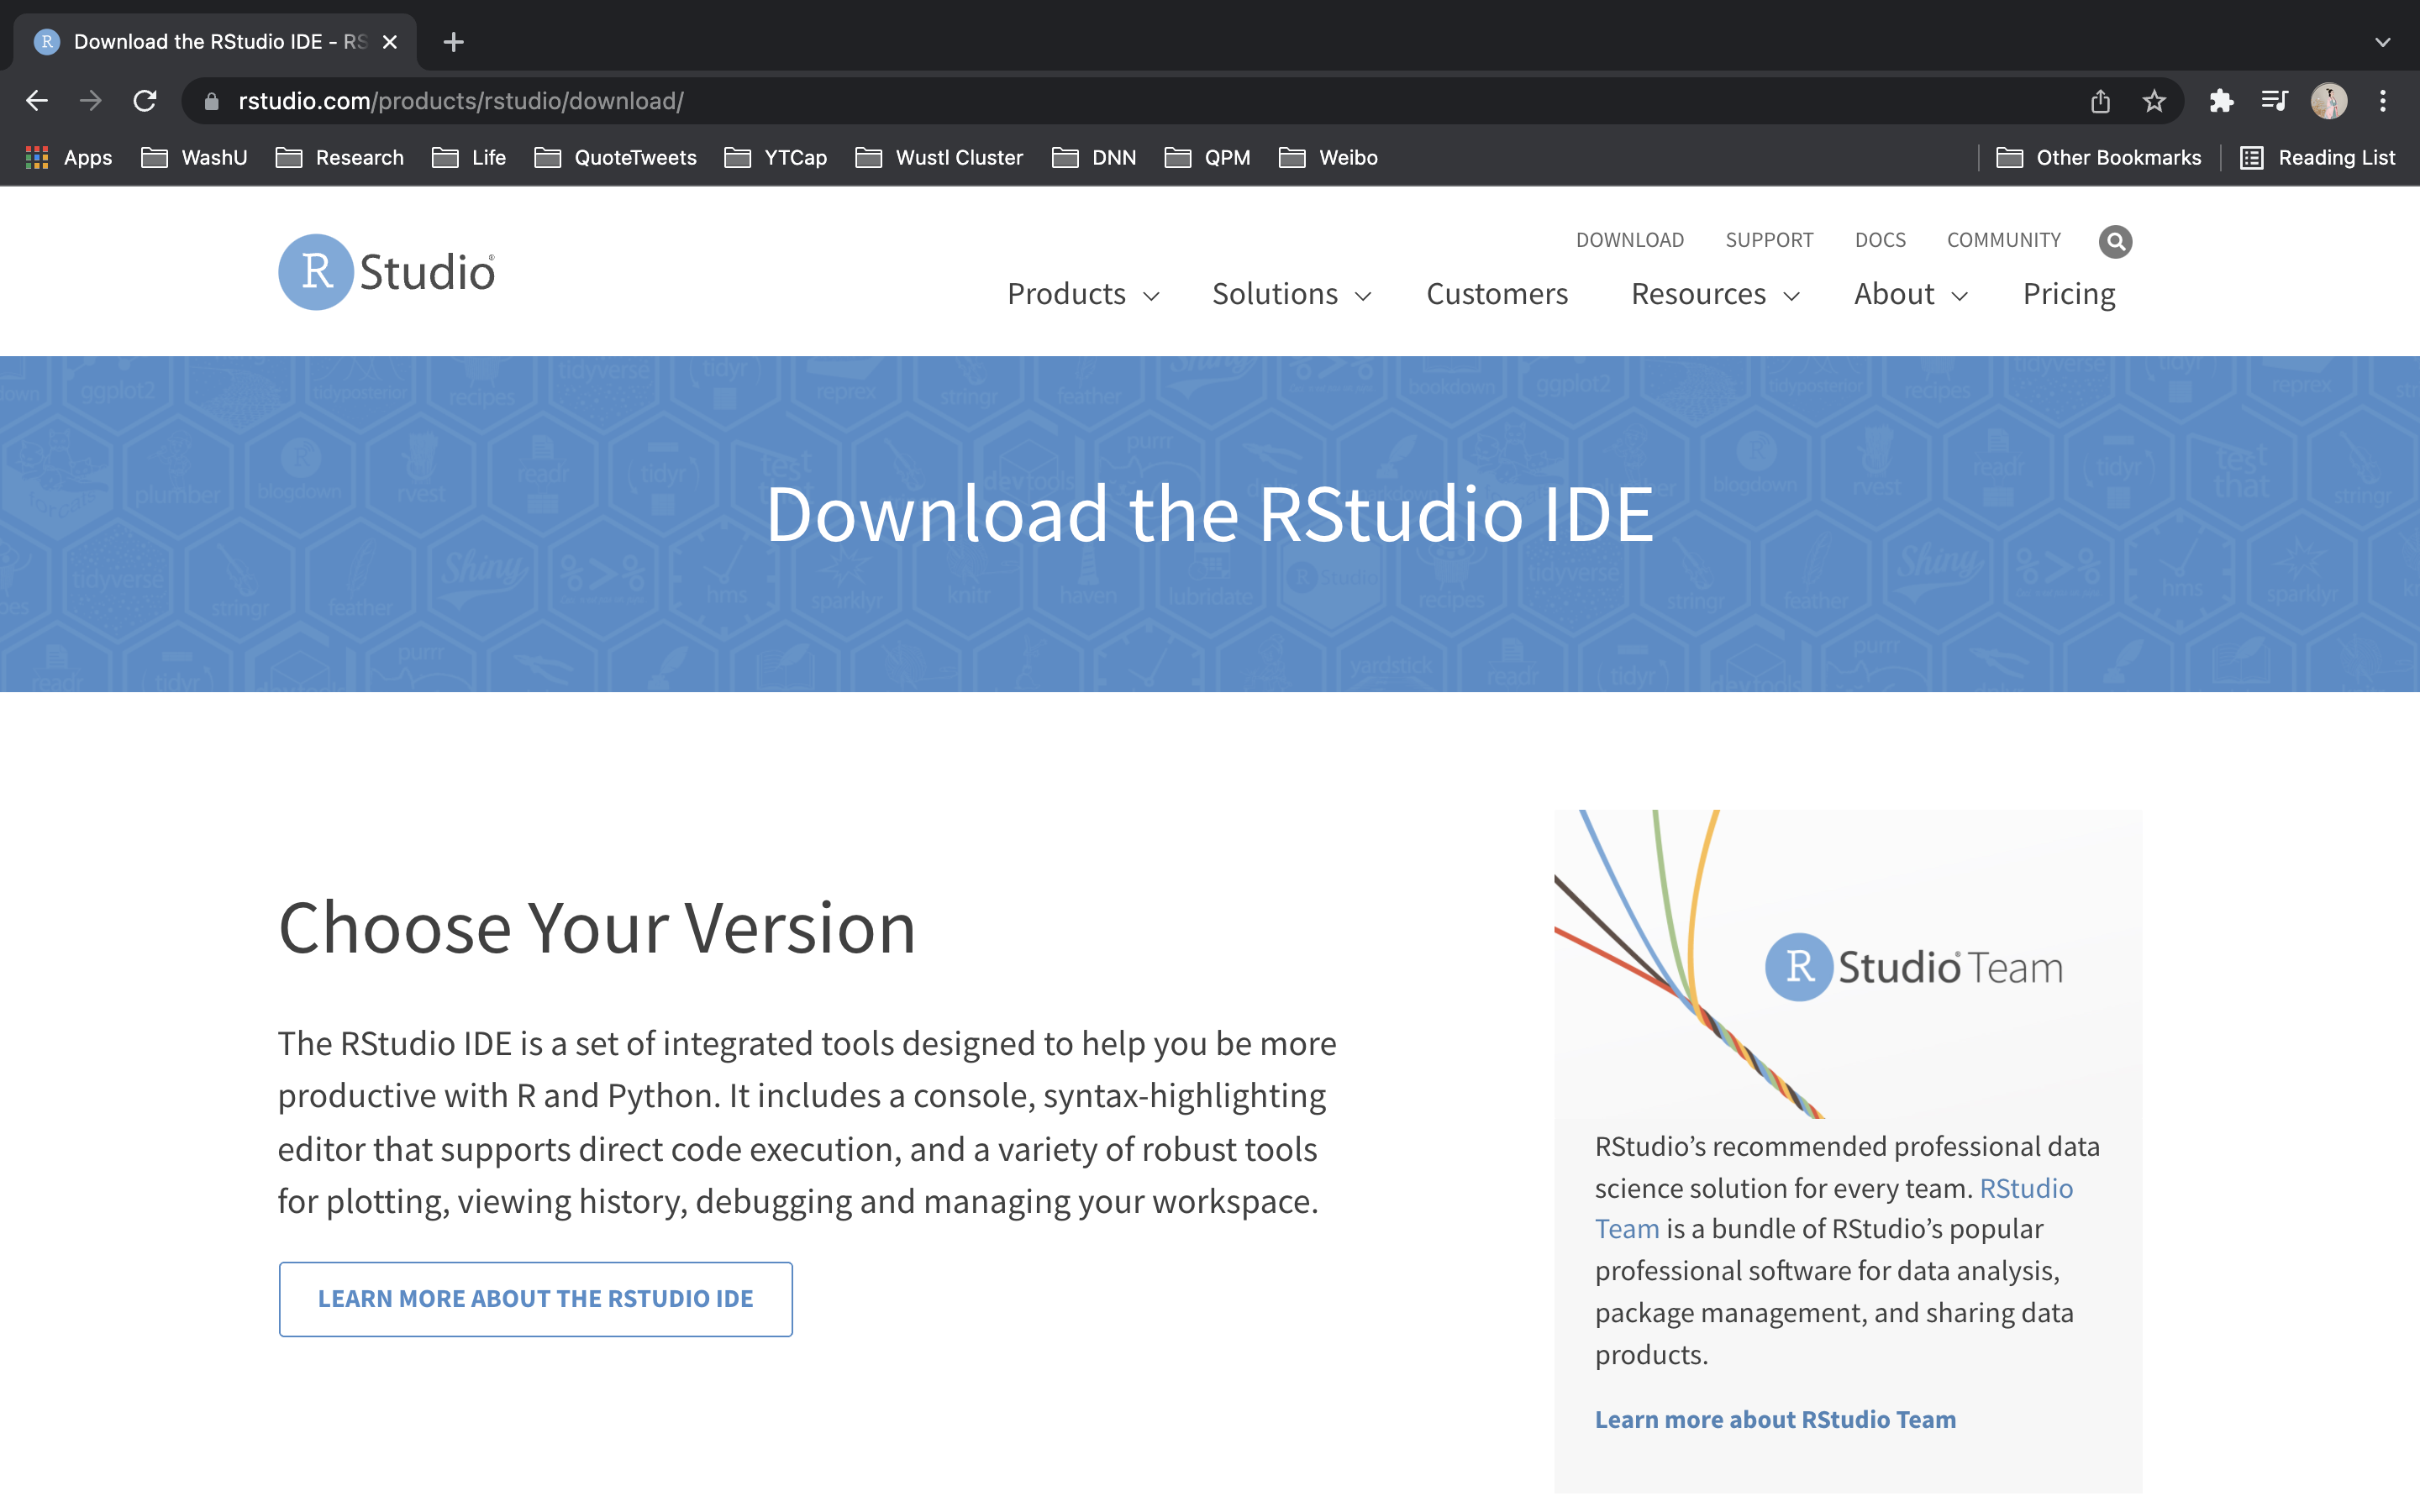 Download the RStudio IDE - RS
rstudio.com/products/rstudio/download/
Apps WashU Research Life QuoteTweets YTCap Wustl Cluster DNN QPM Weibo Other Bookmarks Reading List
R Studio®
DOWNLOAD SUPPORT DOCS COMMUNITY
Products Solutions Customers Resources About Pricing
Download the RStudio IDE
Choose Your Version
The RStudio IDE is a set of integrated tools designed to help you be more
productive with R and Python. It includes a console, syntax-highlighting
editor that supports direct code execution, and a variety of robust tools
for plotting, viewing history, debugging and managing your workspace.
LEARN MORE ABOUT THE RSTUDIO IDE
R Studio® Team
RStudio’s recommended professional data
science solution for every team. RStudio
Team is a bundle of RStudio’s popular
professional software for data analysis,
package management, and sharing data
products.
Learn more about RStudio Team